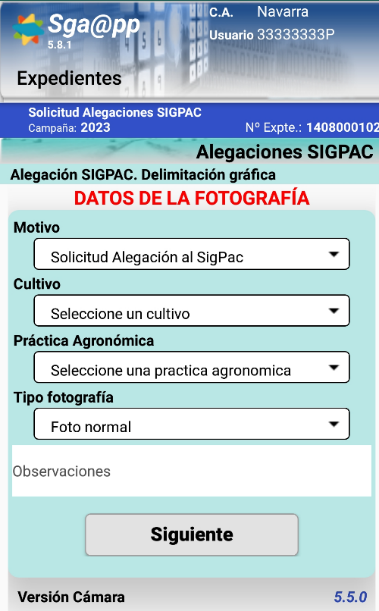 Sga@pp
5.8.1
C.A. Navarra
Usuario 33333333P
Expedientes
Solicitud Alegaciones SIGPAC
Campaña: 2023 Nº Expte.: 1408000102
Alegaciones SIGPAC
Alegación SIGPAC. Delimitación gráfica
DATOS DE LA FOTOGRAFÍA
Motivo
Solicitud Alegación al SigPac
Cultivo
Seleccione un cultivo
Práctica Agronómica
Seleccione una practica agronomica
Tipo fotografía
Foto normal
Observaciones
Siguiente
Versión Cámara 5.5.0